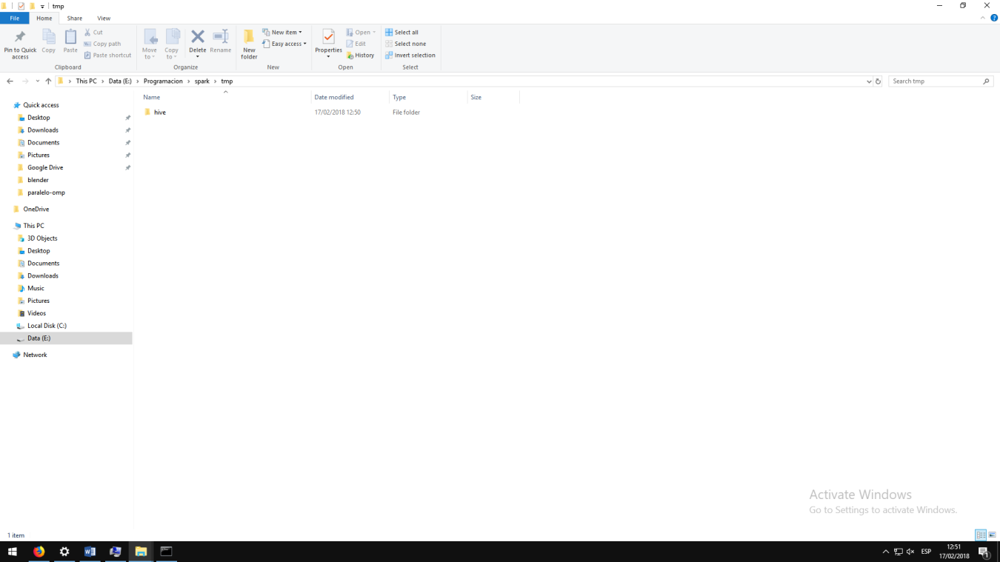 tmp
File Home Share View
Pin to Quick access
Copy
Paste
Cut
Copy path
Paste shortcut
Clipboard
Move to
Copy to
Delete
Rename
Organize
New folder
New item
Easy access
New
Properties
Open
Edit
History
Open
Select all
Select none
Invert selection
Select
This PC > Data (E:) > Programacion > spark > tmp
Search tmp
Name Date modified Type Size
hive 17/02/2018 12:50 File folder
Quick access
Desktop
Downloads
Documents
Pictures
Google Drive
blender
paralelo-omp
OneDrive
This PC
3D Objects
Desktop
Documents
Downloads
Music
Pictures
Videos
Local Disk (C:)
Data (E:)
Network
Activate Windows
Go to Settings to activate Windows.
1 item
ESP
12:51
17/02/2018
1